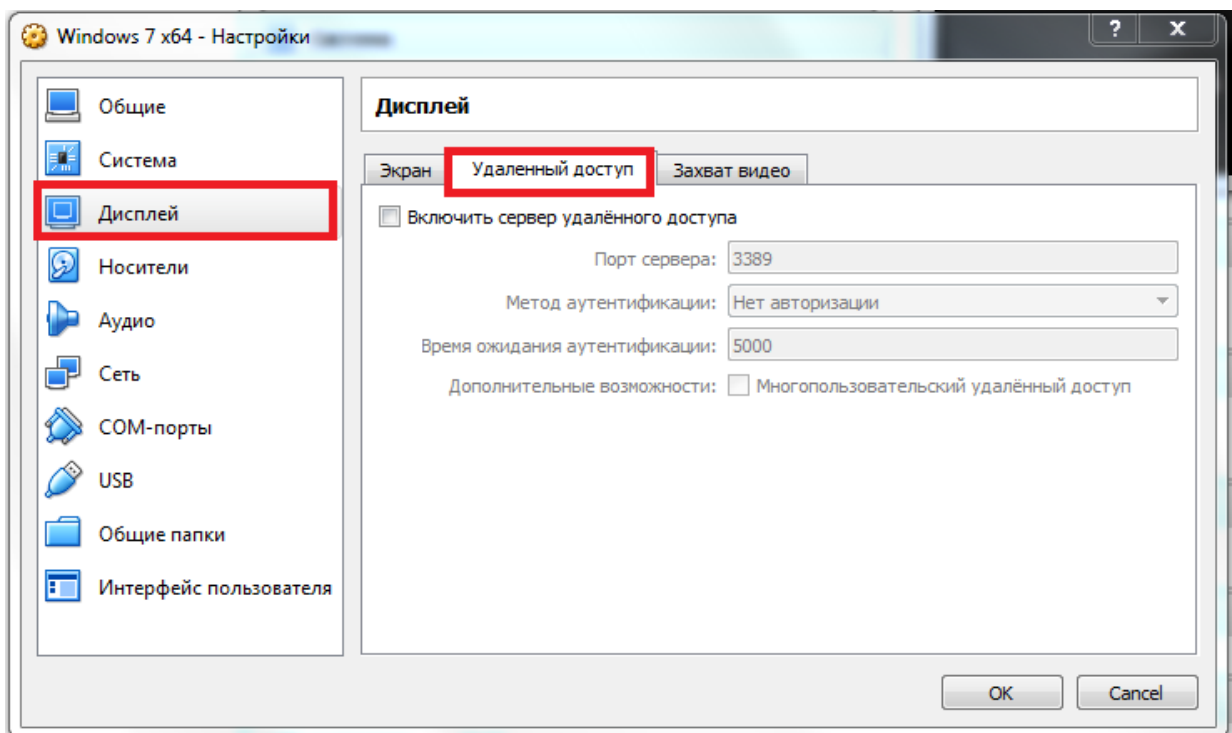 Windows 7 x64 - Настройки
Общие
Система
Дисплей
Носители
Аудио
Сеть
COM-порты
USB
Общие папки
Интерфейс пользователя
Дисплей
Экран Удаленный доступ Захват видео
Включить сервер удалённого доступа
Порт сервера: 3389
Метод аутентификации: Нет авторизации
Время ожидания аутентификации: 5000
Дополнительные возможности: Многопользовательский удалённый доступ
OK Cancel